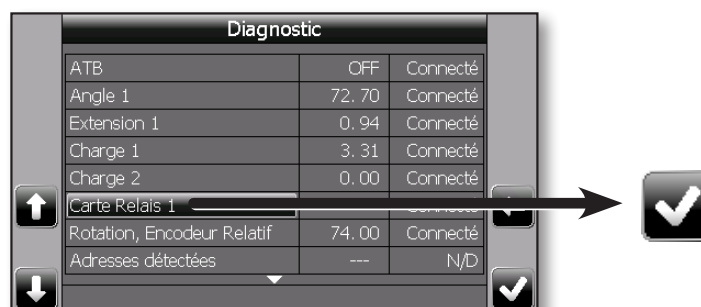 Diagnostic
ATB OFF Connecté
Angle 1 72. 70 Connecté
Extension 1 0. 94 Connecté
Charge 1 3. 31 Connecté
Charge 2 0. 00 Connecté
Carte Relais 1
Rotation, Encodeur Relatif 74. 00 Connecté
Adresses détectées --- N/D